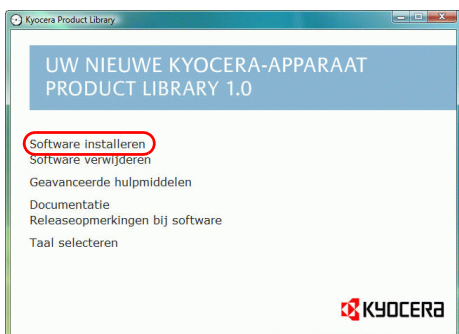 Kyocera Product Library
UW NIEUWE KYOCERA-APPARAAT
PRODUCT LIBRARY 1.0
Software installeren
Software verwijderen
Geavanceerde hulpmiddelen
Documentatie
Releaseopmerkingen bij software
Taal selecteren
KYOCERA